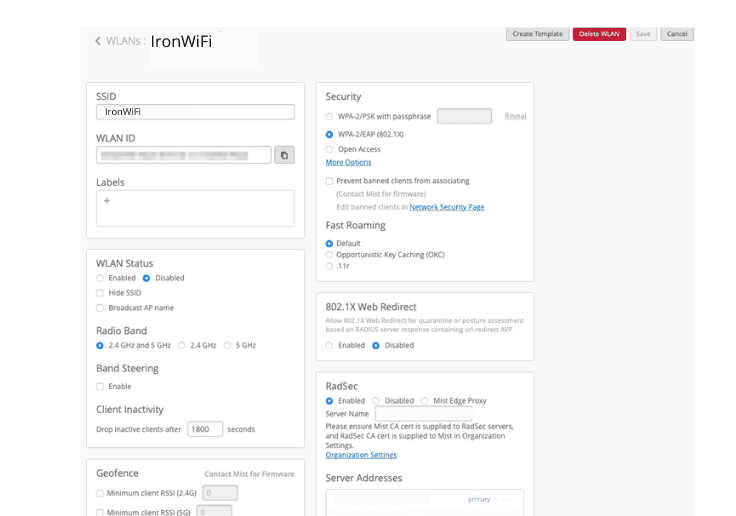 WLANs : IronWiFi
Create Template
Delete WLAN
Save
Cancel
SSID
IronWiFi
WLAN ID
Labels
+
WLAN Status
Enabled Disabled
Hide SSID
Broadcast AP name
Radio Band
2.4 GHz and 5 GHz 2.4 GHz 5 GHz
Band Steering
Enable
Client Inactivity
Drop inactive clients after 1800 seconds
Geofence Contact Mist for Firmware
Minimum client RSSI (2.4G) 0
Minimum client RSSI (5G) 0
Security
WPA-2/PSK with passphrase Reveal
WPA-2/EAP (802.1X)
Open Access
More Options
Prevent banned clients from associating
(Contact Mist for firmware)
Edit banned clients in Network Security Page
Fast Roaming
Default
Opportunistic Key Caching (OKC)
.11r
802.1X Web Redirect
Allow 802.1X Web Redirect for quarantine or posture assessment
based on RADIUS server response containing url-redirect AVP
Enabled Disabled
RadSec
Enabled Disabled Mist Edge Proxy
Server Name
Please ensure Mist CA cert is supplied to RadSec servers,
and RadSec CA cert is supplied to Mist in Organization
Settings.
Organization Settings
Server Addresses
primary